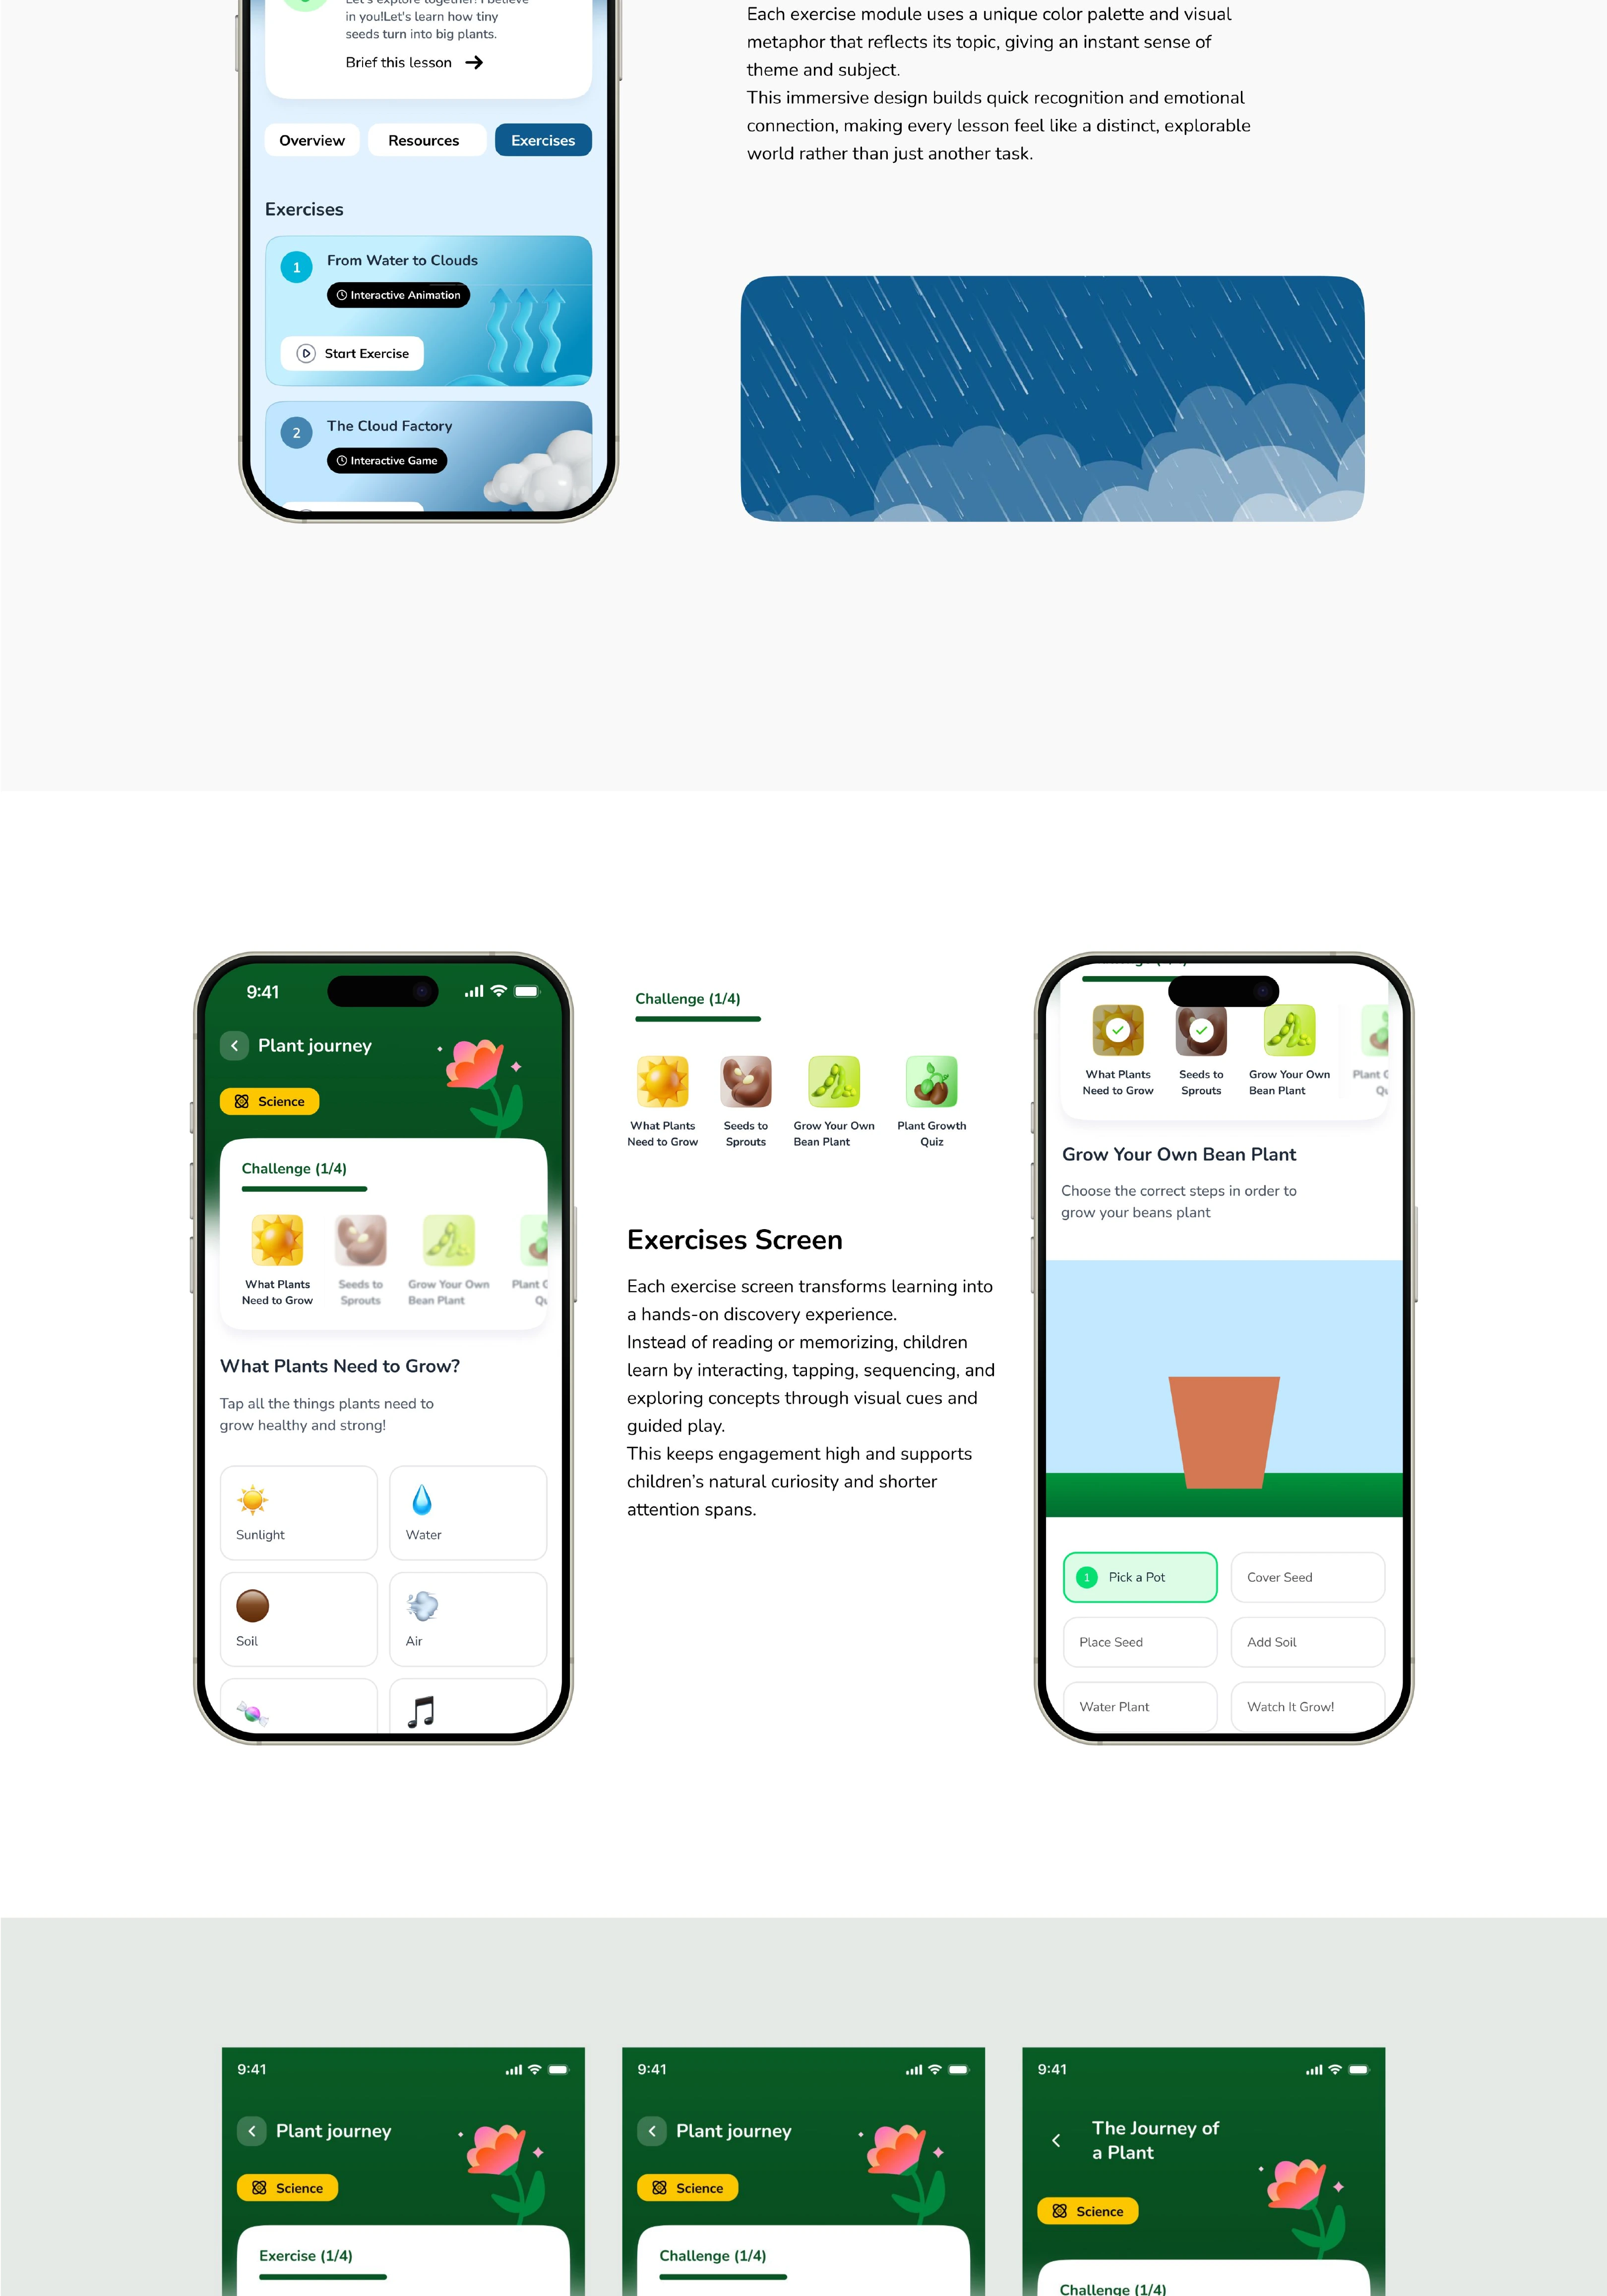 Let's explore together! I believe
in you!Let's learn how tiny
seeds turn into big plants.
Brief this lesson
Overview
Resources
Exercises
Exercises
1
From Water to Clouds
Interactive Animation
Start Exercise
2
The Cloud Factory
Interactive Game
Each exercise module uses a unique color palette and visual
metaphor that reflects its topic, giving an instant sense of
theme and subject.
This immersive design builds quick recognition and emotional
connection, making every lesson feel like a distinct, explorable
world rather than just another task.
9:41
Plant journey
Science
Challenge (1/4)
What Plants
Need to Grow
Seeds to
Sprouts
Grow Your Own
Bean Plant
Plant
What Plants Need to Grow?
Tap all the things plants need to
grow healthy and strong!
Sunlight
Water
Soil
Air
Challenge (1/4)
What Plants
Need to Grow
Seeds to
Sprouts
Grow Your Own
Bean Plant
Plant Growth
Quiz
Exercises Screen
Each exercise screen transforms learning into
a hands-on discovery experience.
Instead of reading or memorizing, children
learn by interacting, tapping, sequencing, and
exploring concepts through visual cues and
guided play.
This keeps engagement high and supports
children's natural curiosity and shorter
attention spans.
What Plants
Need to Grow
Seeds to
Sprouts
Grow Your Own
Bean Plant
Plant
Grow Your Own Bean Plant
Choose the correct steps in order to
grow your beans plant
1
Pick a Pot
Cover Seed
Place Seed
Add Soil
Water Plant
Watch It Grow!
9:41
Plant journey
Science
Exercise (1/4)
9:41
Plant journey
Science
Challenge (1/4)
9:41
The Journey of
a Plant
Science
Challenge (1/4)